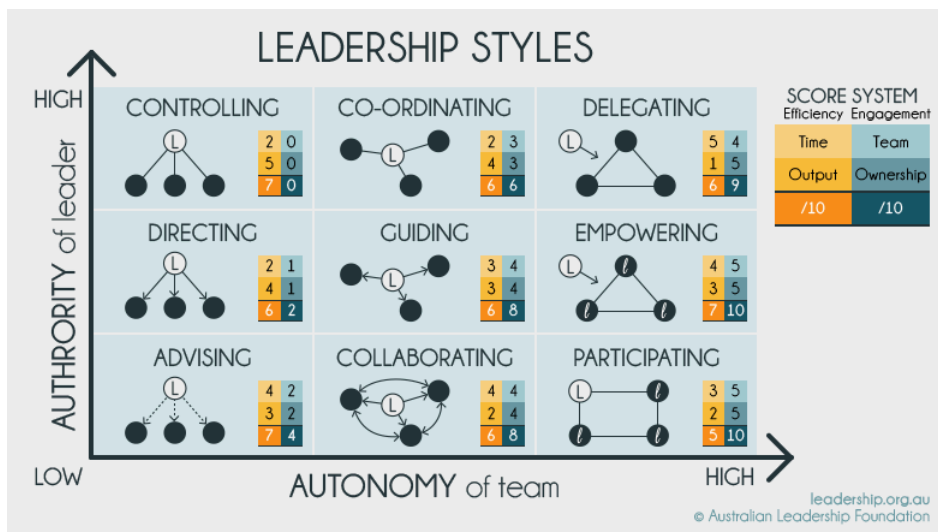 LEADERSHIP STYLES
HIGH
AUTHRORITY of leader
LOW
CONTROLLING
L
2 0
5 0
7 0
CO-ORDINATING
L
2 3
4 3
6 6
DELEGATING
L
5 4
1 5
6 9
DIRECTING
L
2 1
4 1
6 2
GUIDING
L
3 4
3 4
6 8
EMPOWERING
L
l
l l
4 5
3 5
7 10
ADVISING
L
4 2
3 2
7 4
COLLABORATING
L
4 4
2 4
6 8
PARTICIPATING
L l
l l
3 5
2 5
5 10
AUTONOMY of team
HIGH
SCORE SYSTEM
Efficiency Engagement
Time Team
Output Ownership
/10 /10
leadership.org.au
© Australian Leadership Foundation